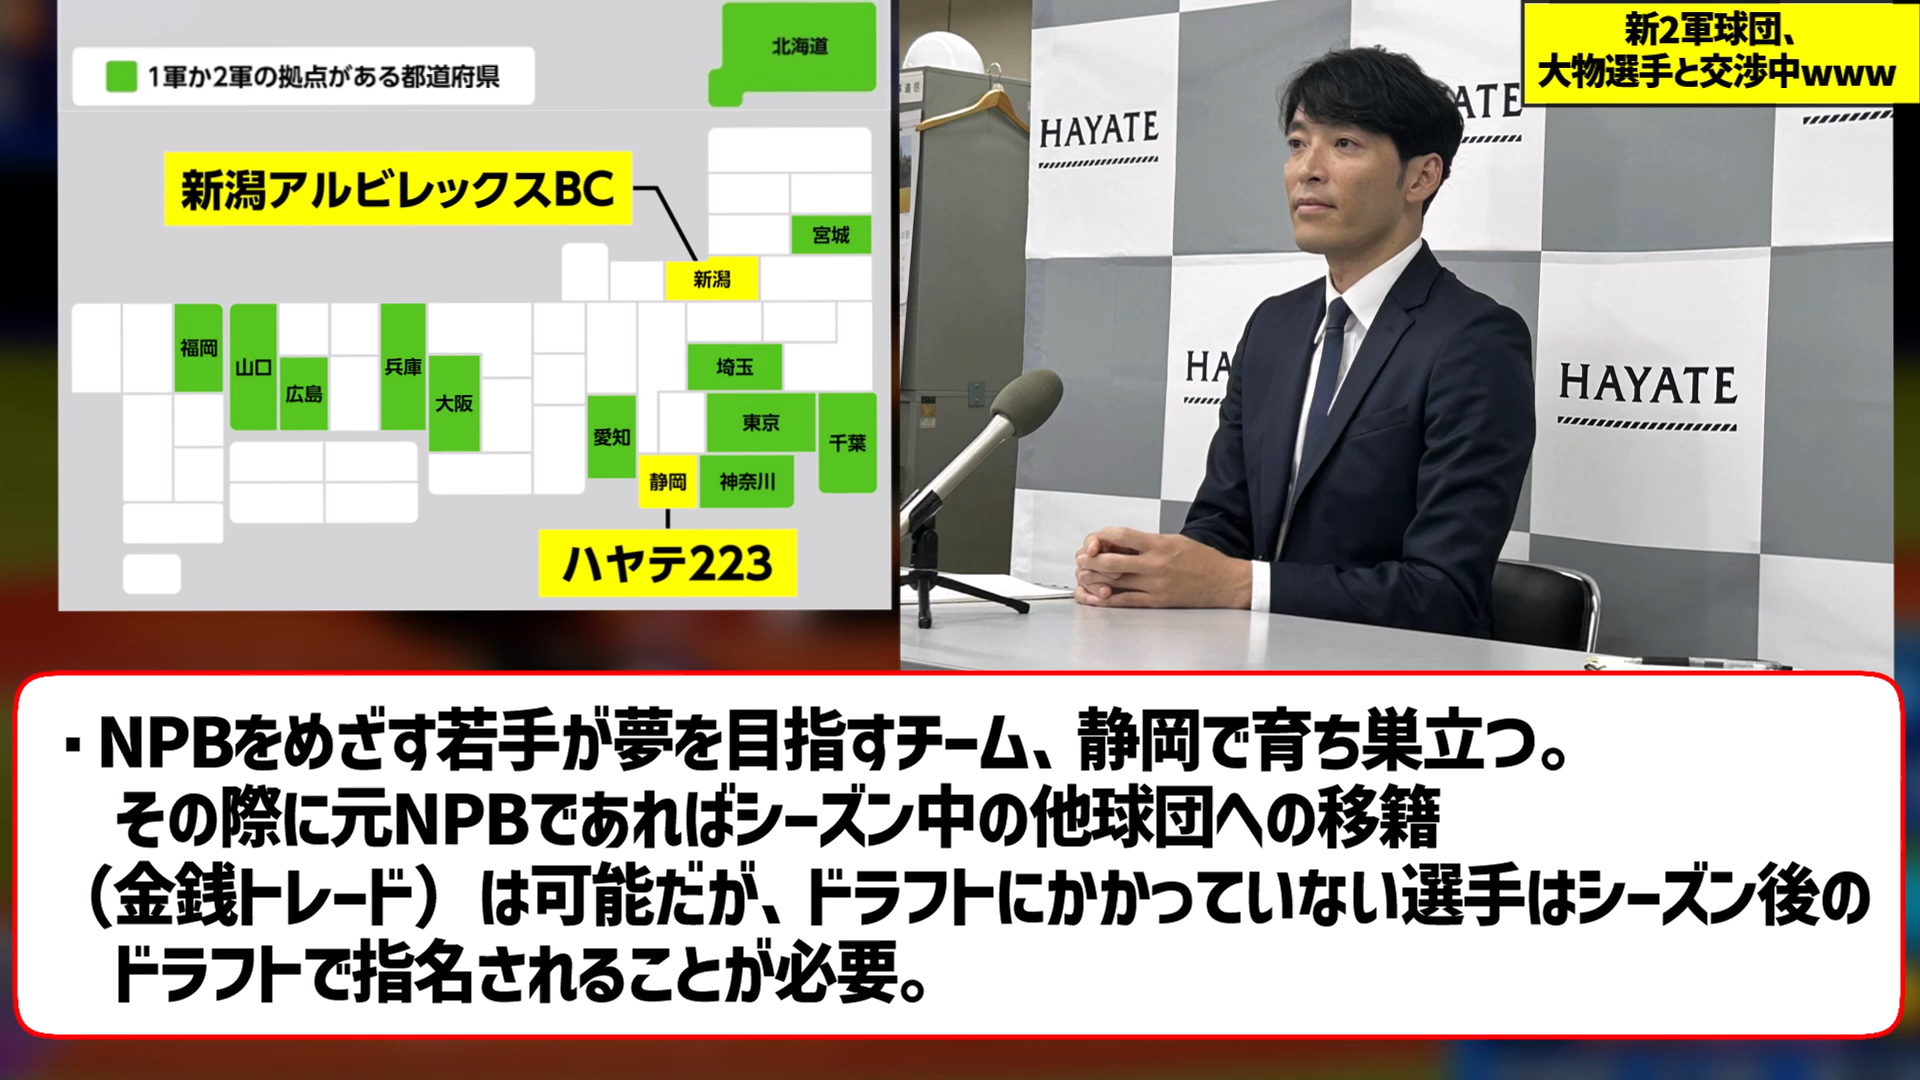 1軍か2軍の拠点がある都道府県
北海道
新潟アルビレックスBC
宮城
新潟
福岡
山口
広島
兵庫
大阪
愛知
埼玉
東京
千葉
静岡
神奈川
ハヤテ223
新2軍球団、
大物選手と交渉中www
HAYATE
ATE
HA
HAYATE
・NPBをめざす若手が夢を目指すチーム、静岡で育ち巣立つ。
その際に元NPBであればシーズン中の他球団への移籍
（金銭トレード）は可能だが、ドラフトにかかっていない選手はシーズン後の
ドラフトで指名されることが必要。